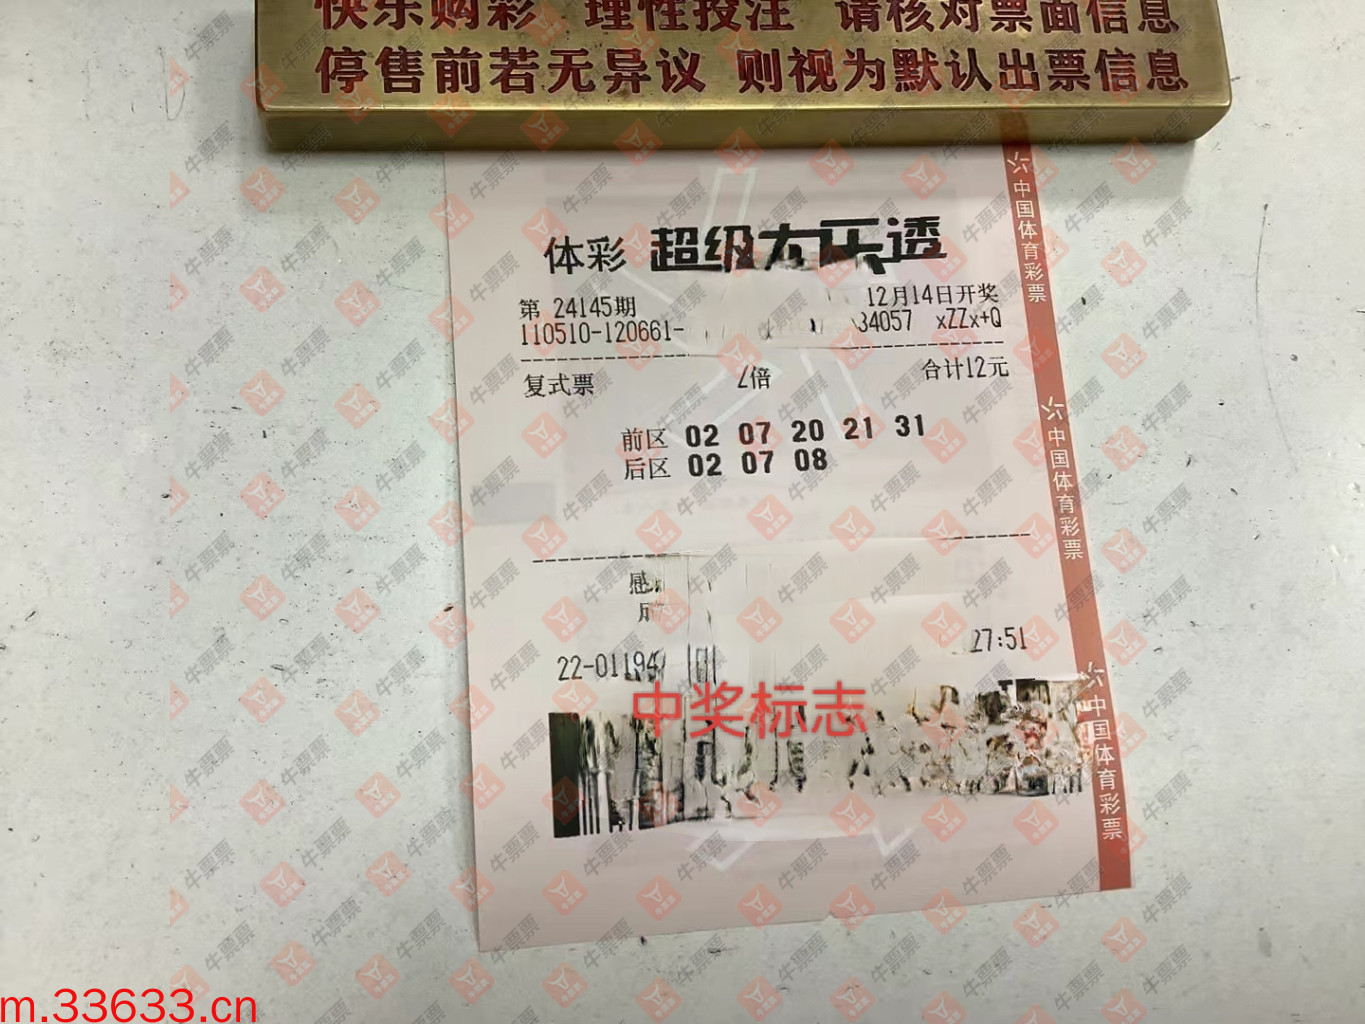 快乐购彩 理性投注 请核对票面信息
停售前若无异议 则视为默认出票信息
体彩 超级大乐透
第 24145期
12月14日开奖
110510-120661-
34057 xZZx+Q
复式票
倍
合计12元
前区 02 07 20 21 31
后区 02 07 08
感
27:51
22-01194
中奖标志
中国体育彩票
中国体育彩票
中国体育彩票
牛票票
m.33633.cn